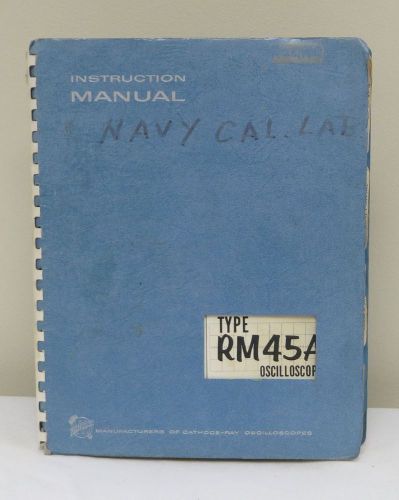 INSTRUCTION
MANUAL
NAVY CAL. LAB
TYPE
RM45A
OSCILLOSCOP
MANUFACTURERS OF CATHODE-RAY OSCILLOSCOPES